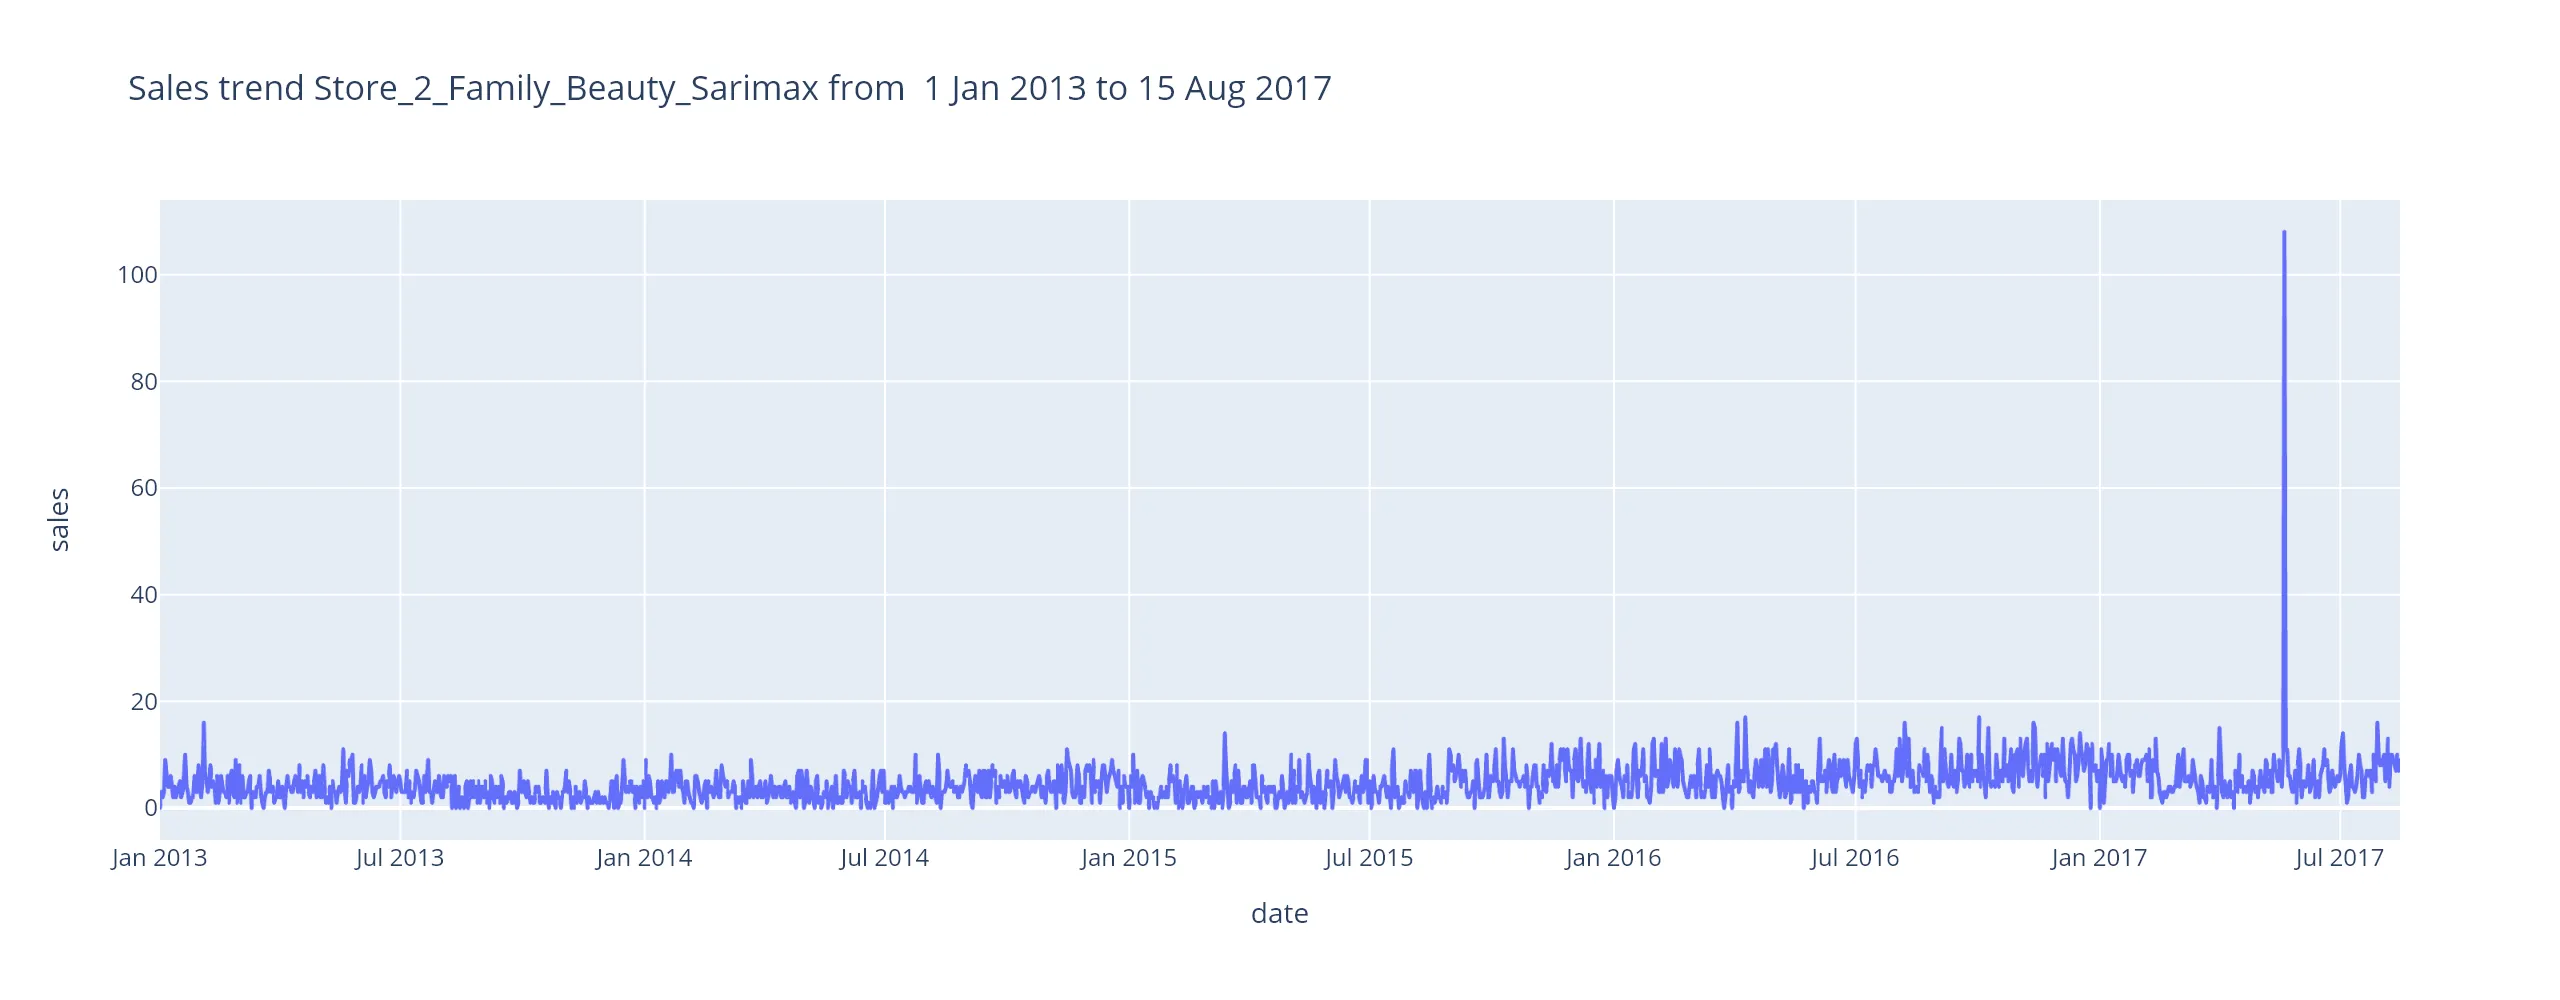 Sales trend Store_2_Family_Beauty_Sarimax from  1 Jan 2013 to 15 Aug 2017
100
80
60
40
20
0
sales
Jan 2013 Jul 2013 Jan 2014 Jul 2014 Jan 2015 Jul 2015 Jan 2016 Jul 2016 Jan 2017 Jul 2017
date